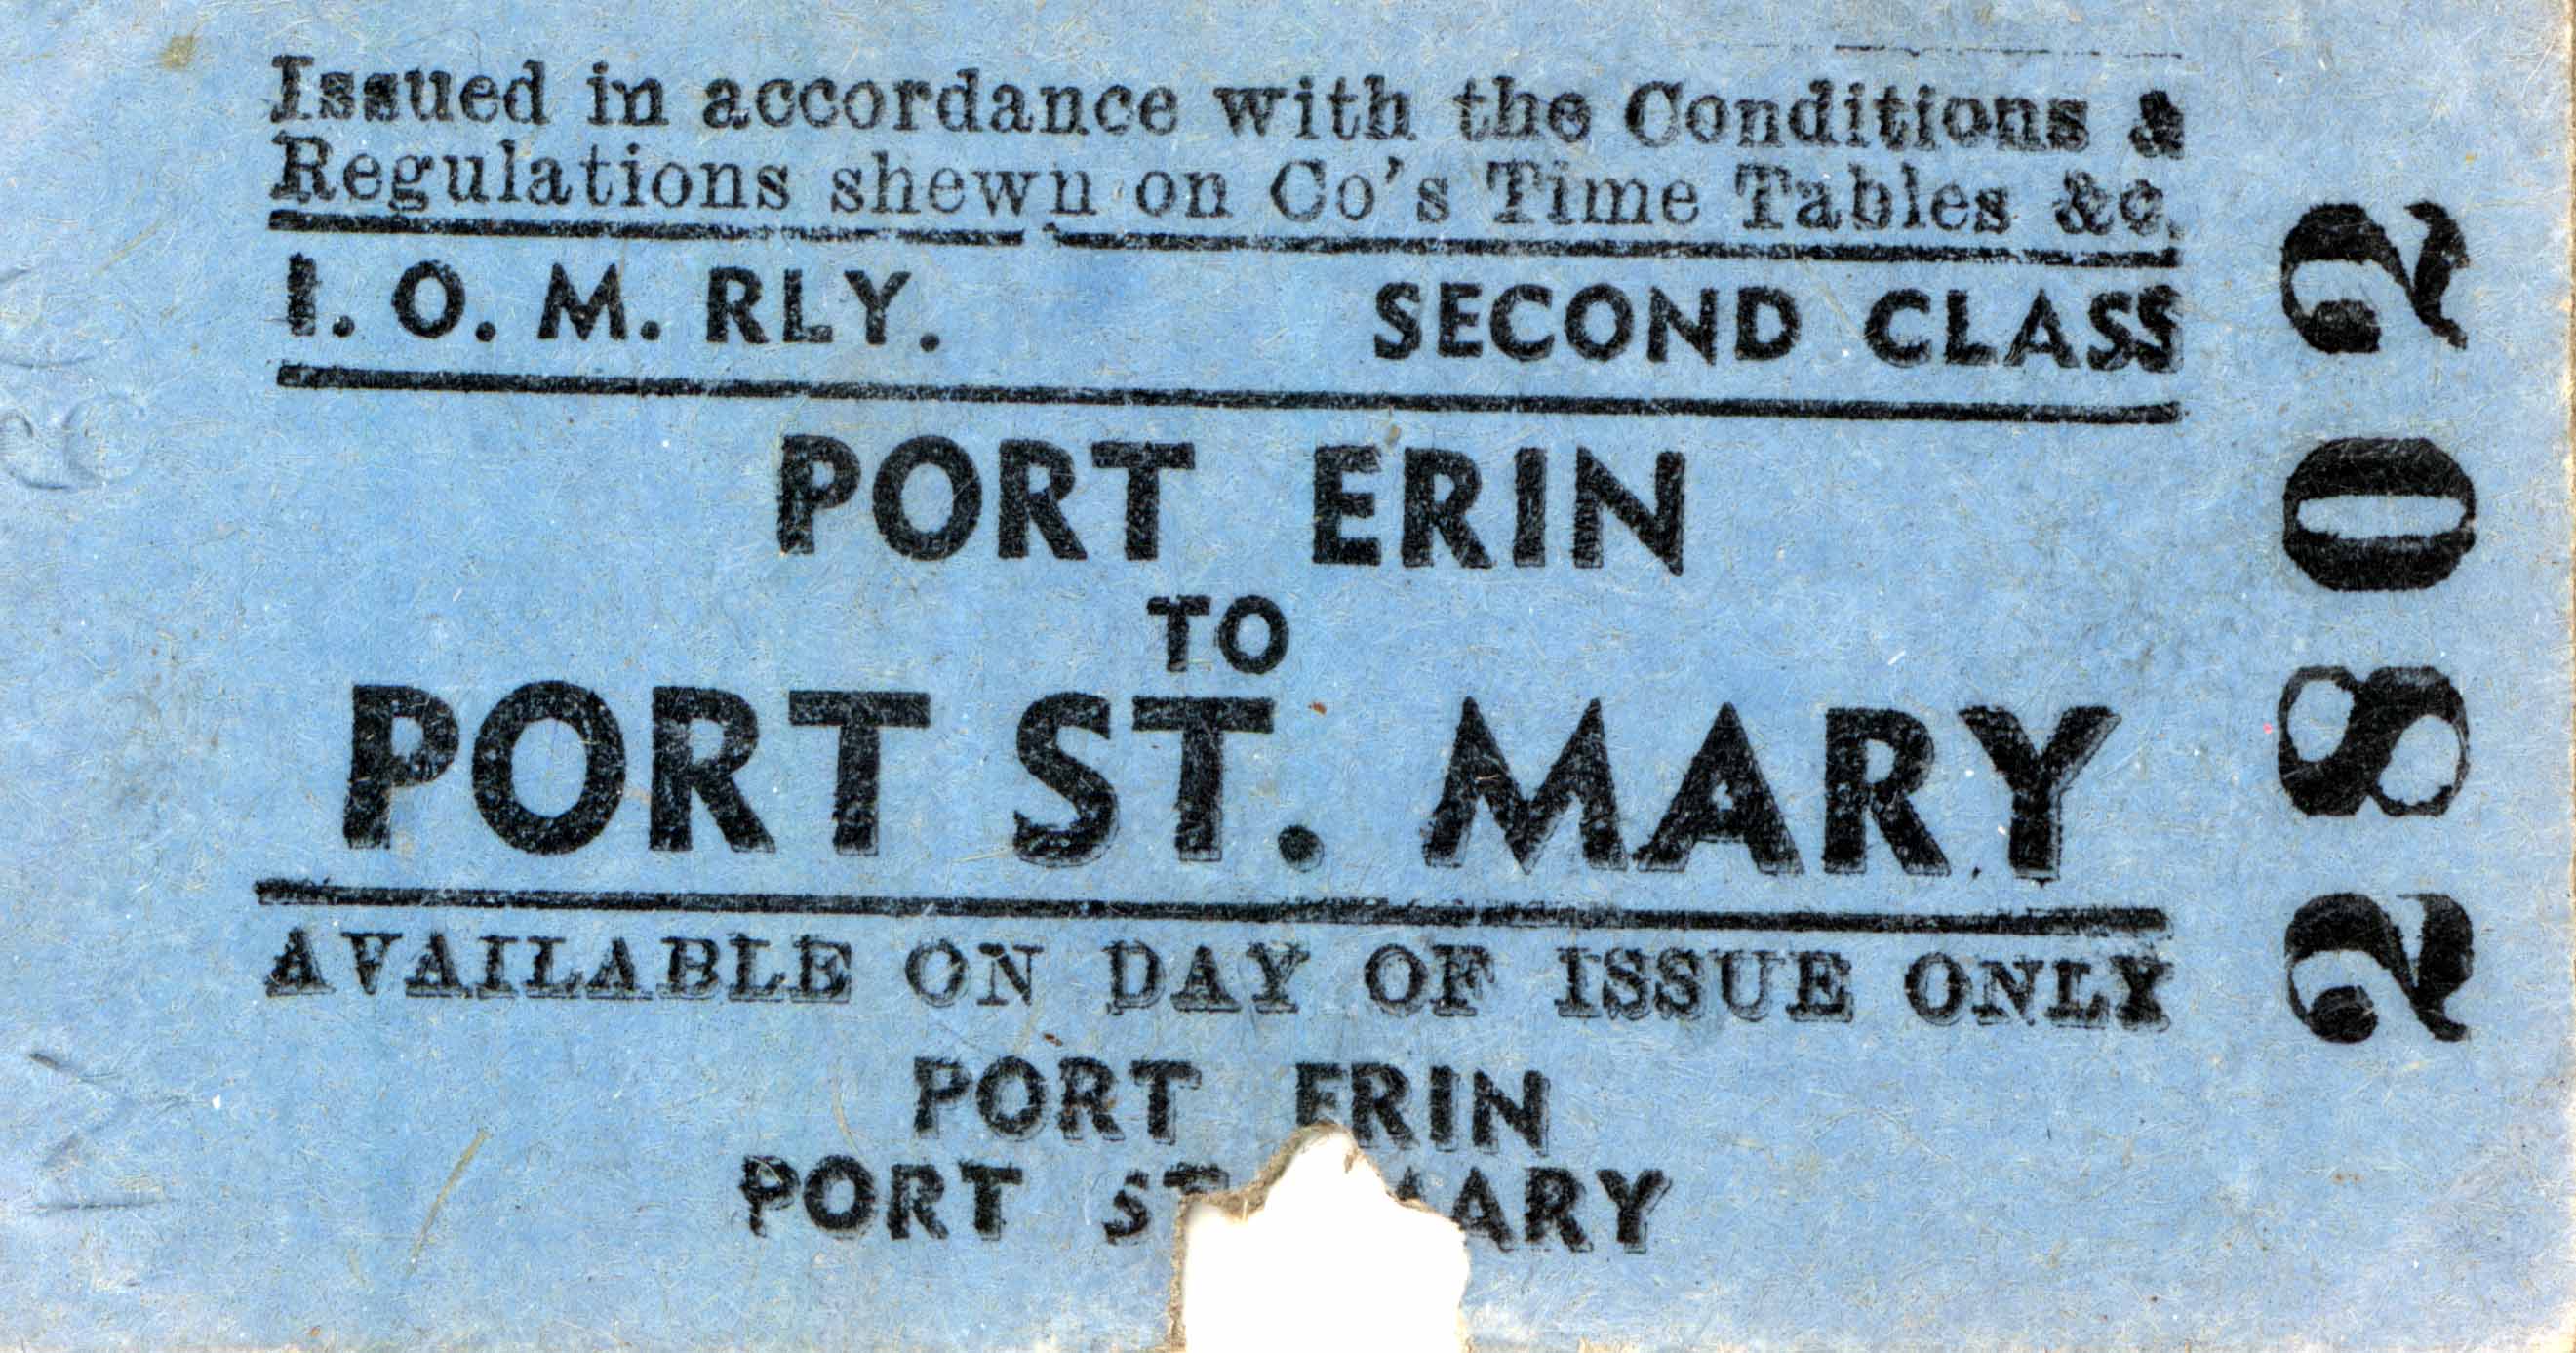 Issued in accordance with the Conditions &
Regulations shewn on Co's Time Tables &c.
I. O. M. RLY. SECOND CLASS
PORT ERIN
TO
PORT ST. MARY
AVAILABLE ON DAY OF ISSUE ONLY
PORT ERIN
PORT ST ARY
2802